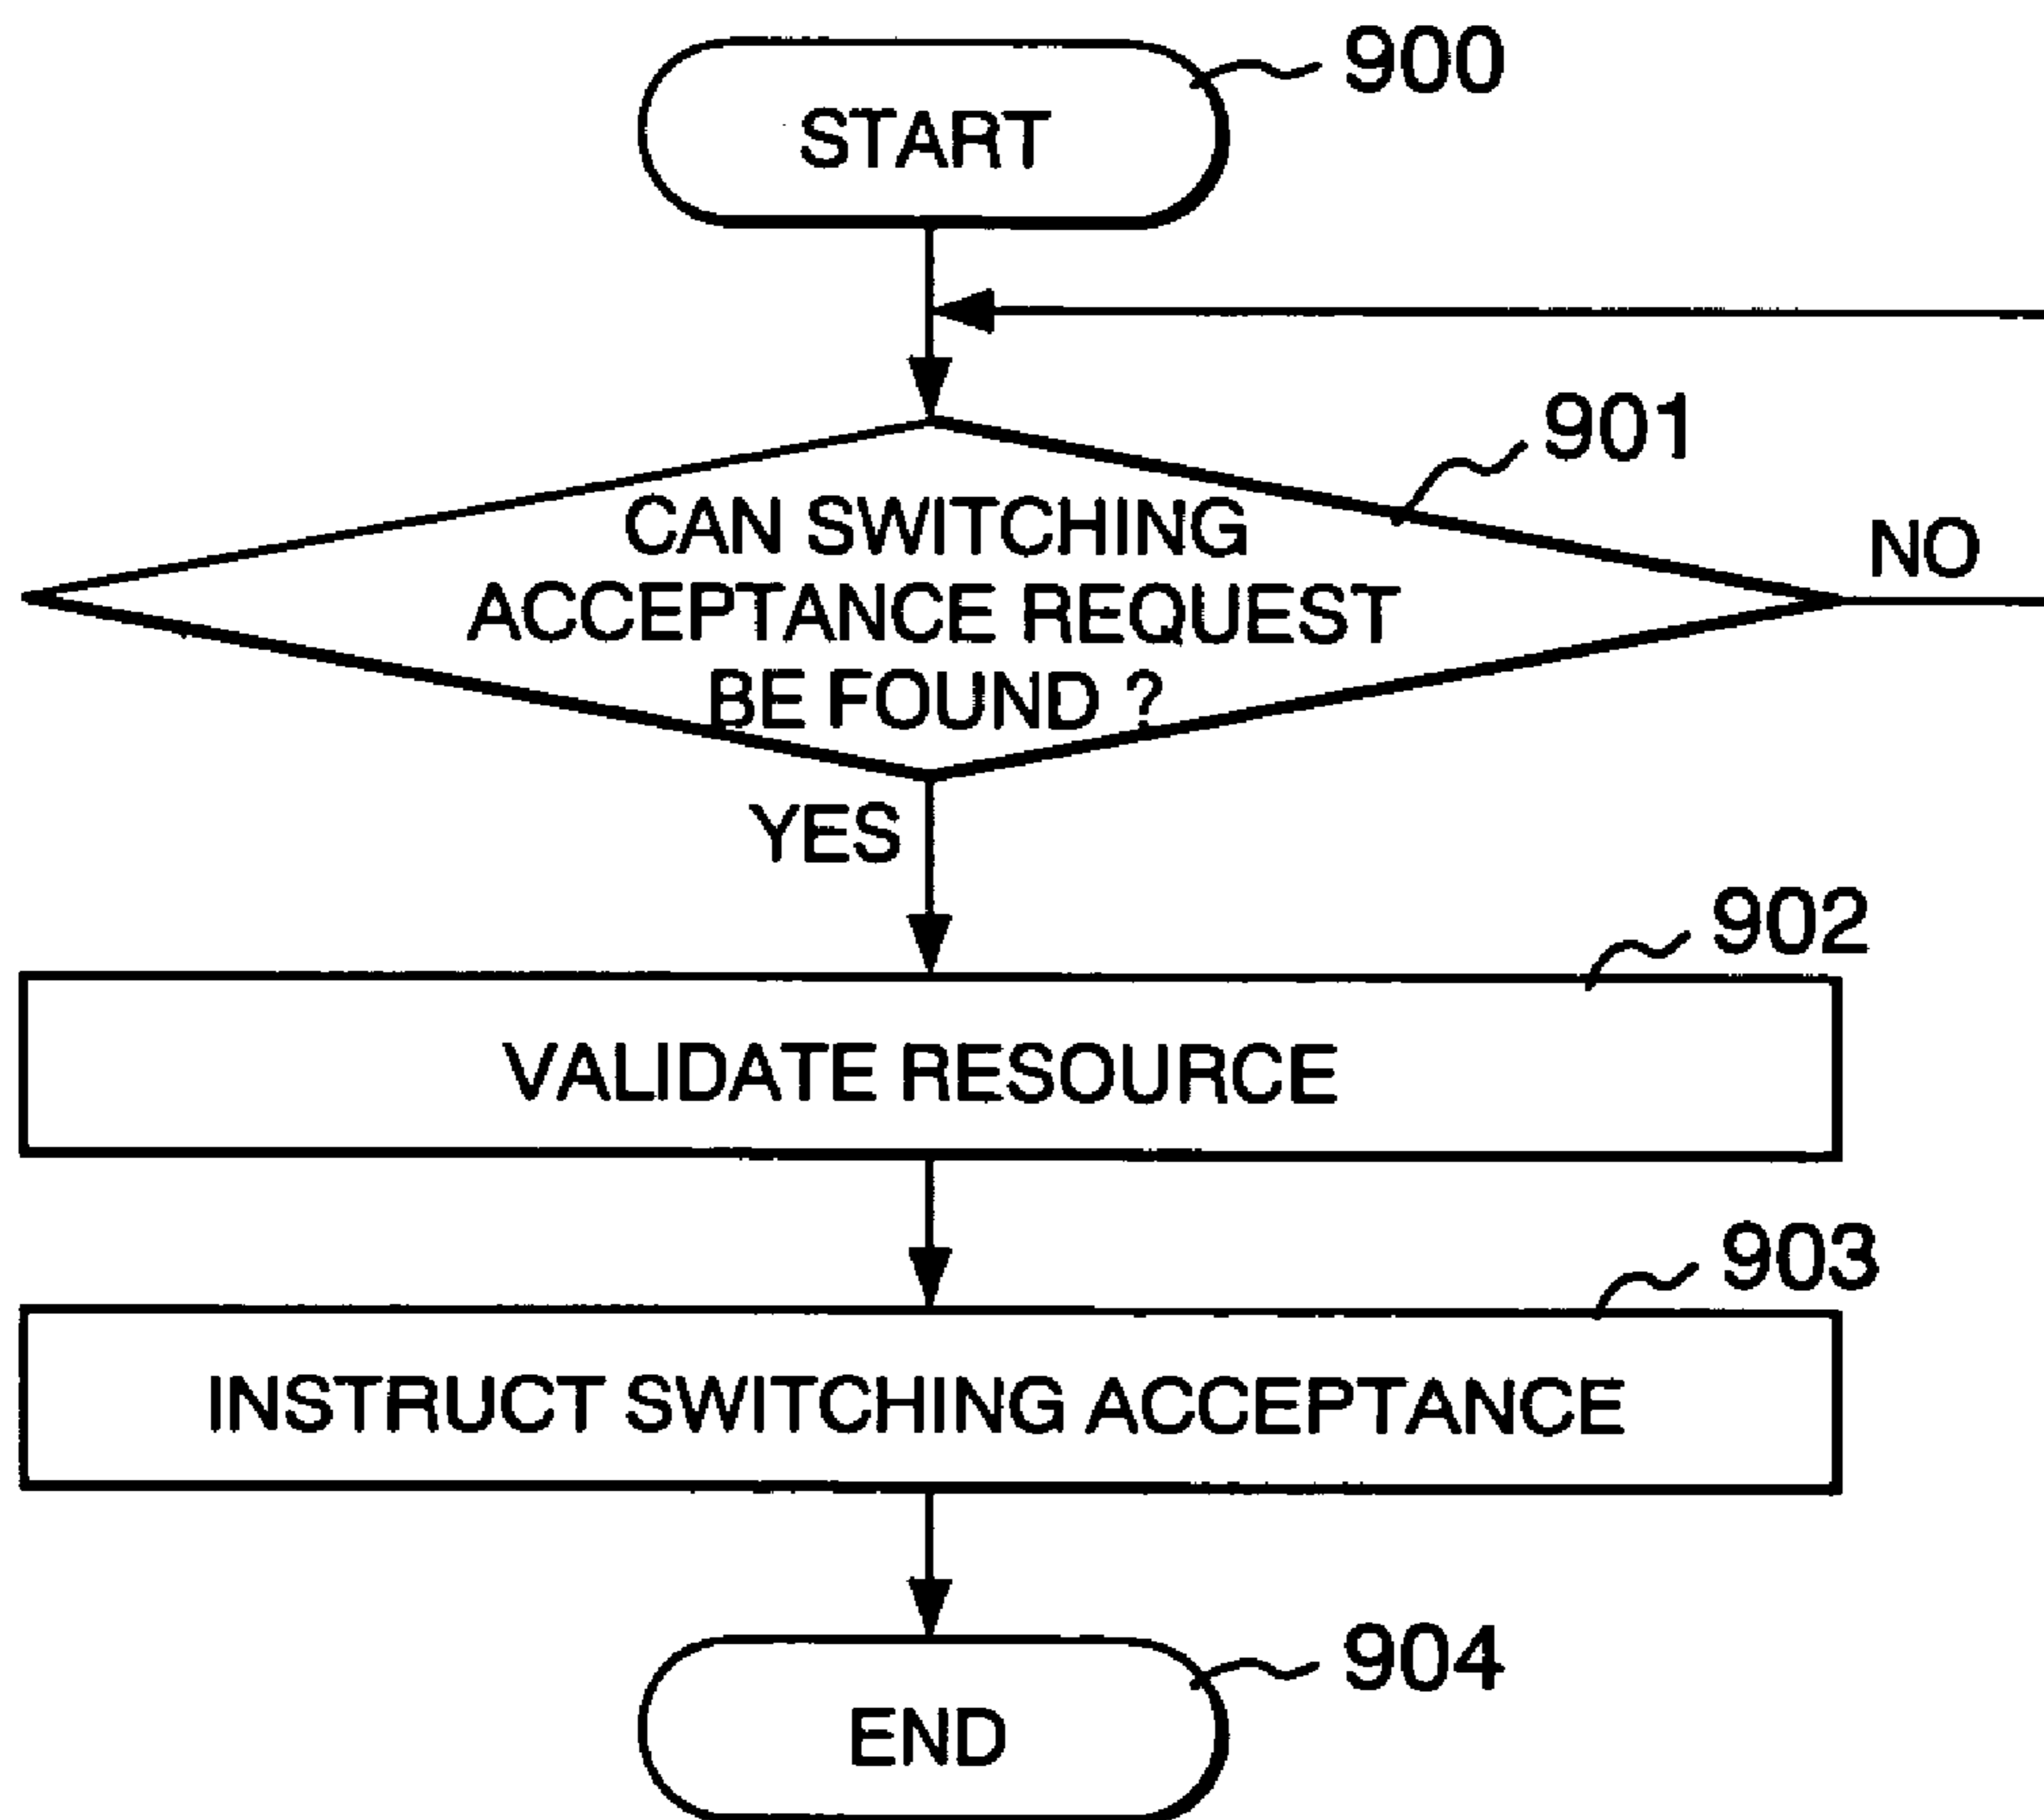 900
START
901
CAN SWITCHING
ACCEPTANCE REQUEST
BE FOUND ?
NO
YES
902
VALIDATE RESOURCE
903
INSTRUCT SWITCHING ACCEPTANCE
904
END